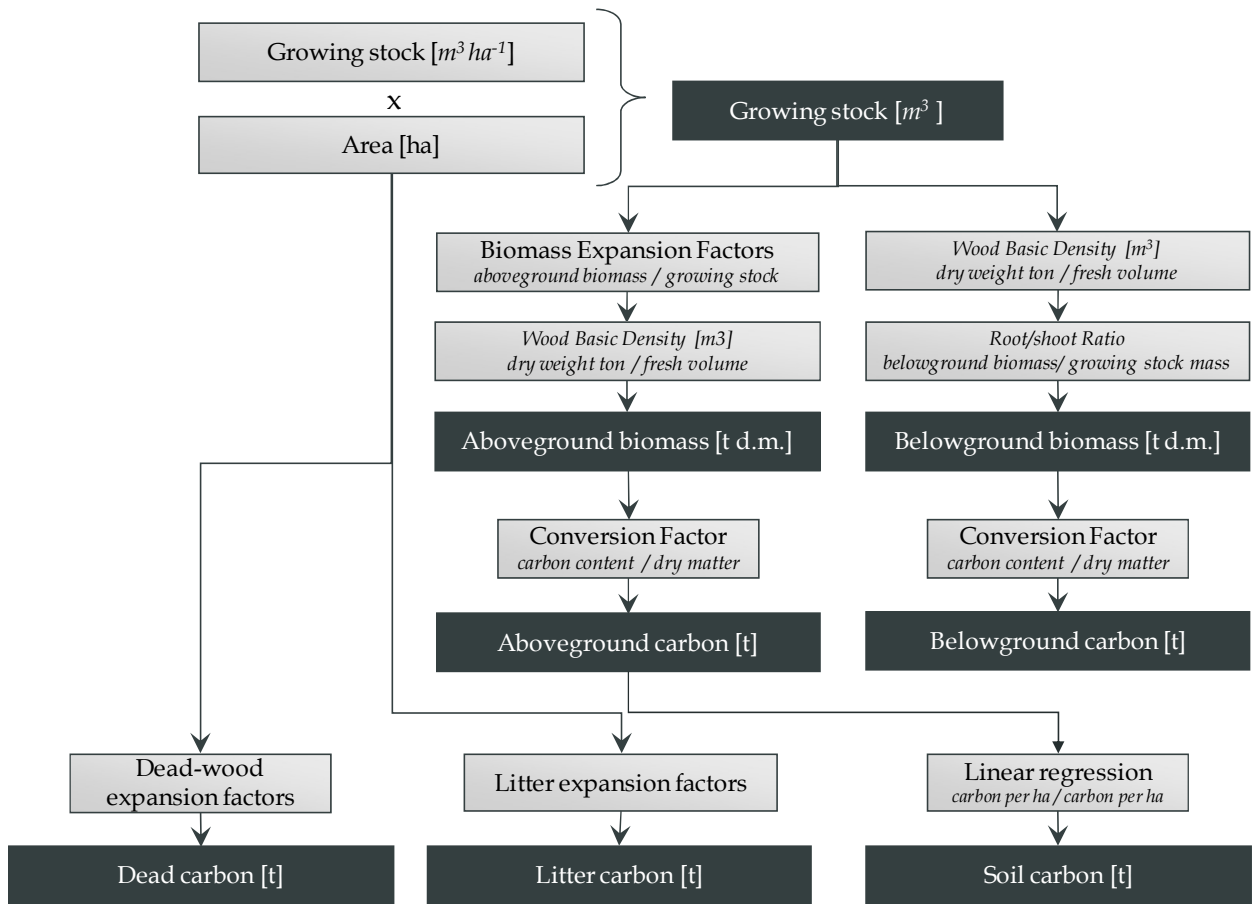 Growing stock [m³ ha⁻¹]
x
Area [ha]
Growing stock [m³ ]
Biomass Expansion Factors
aboveground biomass / growing stock
Wood Basic Density [m³]
dry weight ton / fresh volume
Wood Basic Density [m3]
dry weight ton / fresh volume
Root/shoot Ratio
belowground biomass/ growing stock mass
Aboveground biomass [t d.m.]
Belowground biomass [t d.m.]
Conversion Factor
carbon content / dry matter
Conversion Factor
carbon content / dry matter
Aboveground carbon [t]
Belowground carbon [t]
Dead-wood
expansion factors
Litter expansion factors
Linear regression
carbon per ha / carbon per ha
Dead carbon [t]
Litter carbon [t]
Soil carbon [t]